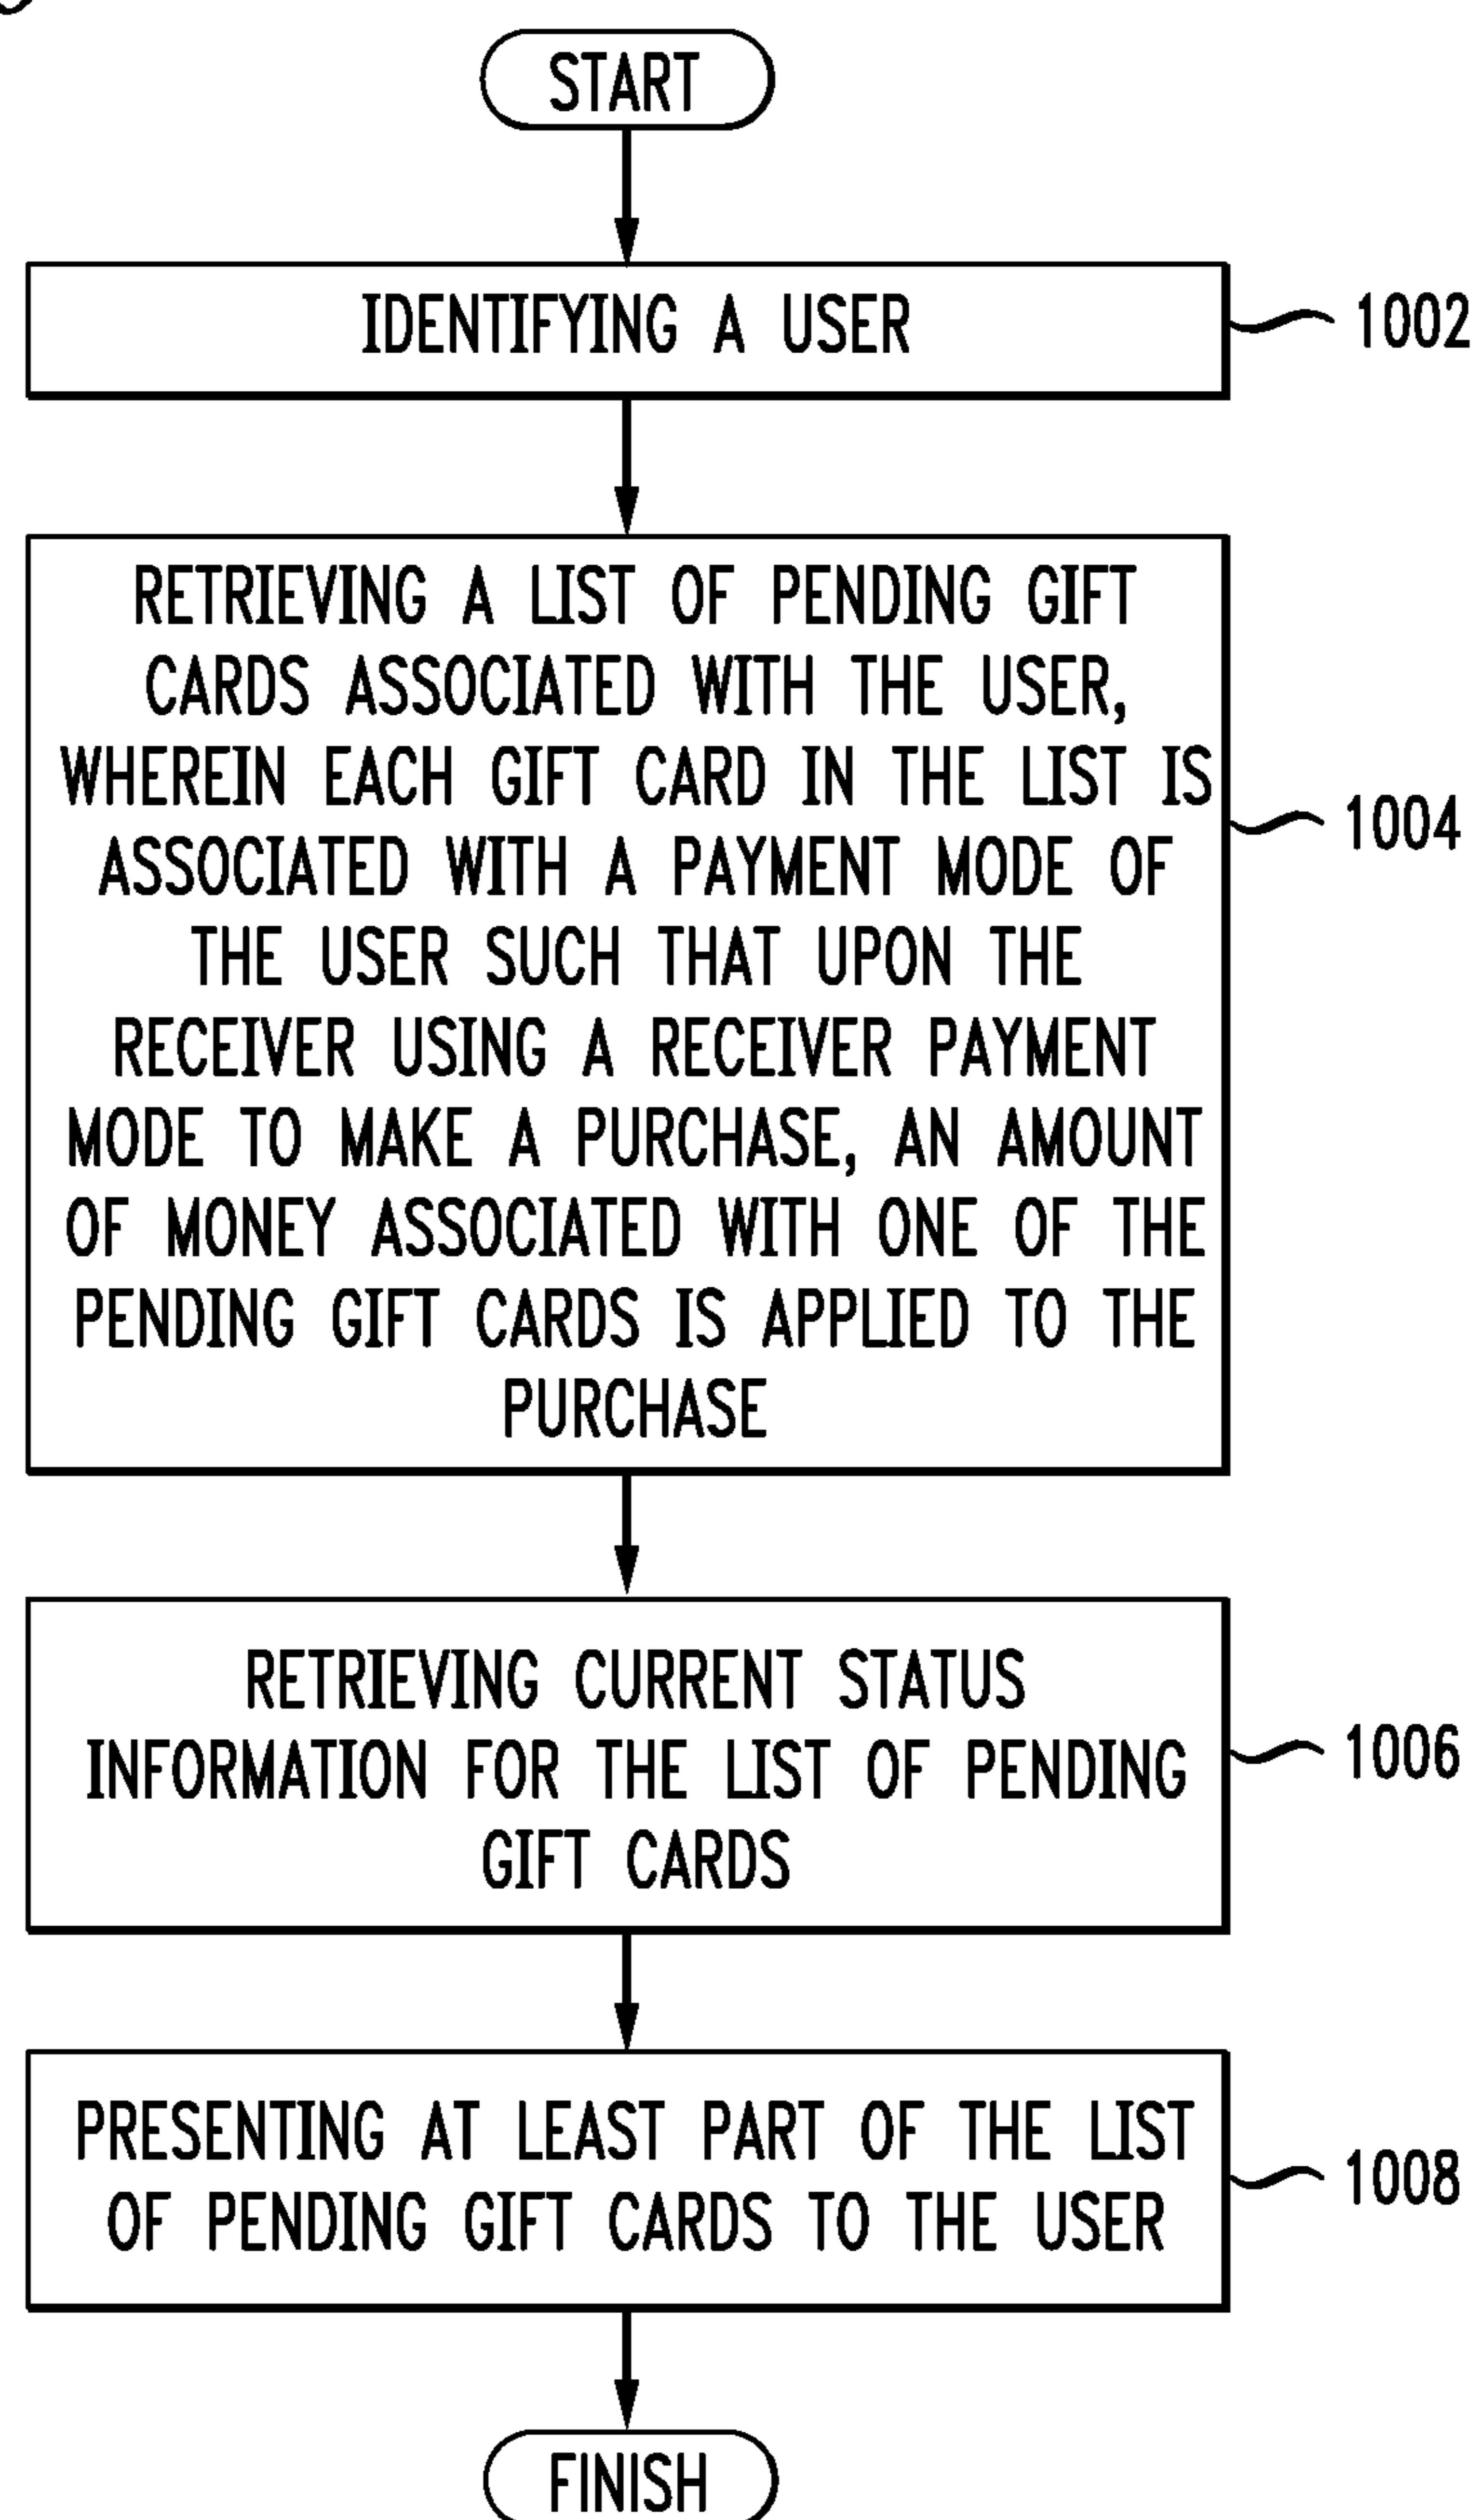 START
IDENTIFYING A USER
1002
RETRIEVING A LIST OF PENDING GIFT
CARDS ASSOCIATED WITH THE USER,
WHEREIN EACH GIFT CARD IN THE LIST IS
ASSOCIATED WITH A PAYMENT MODE OF
THE USER SUCH THAT UPON THE
RECEIVER USING A RECEIVER PAYMENT
MODE TO MAKE A PURCHASE, AN AMOUNT
OF MONEY ASSOCIATED WITH ONE OF THE
PENDING GIFT CARDS IS APPLIED TO THE
PURCHASE
1004
RETRIEVING CURRENT STATUS
INFORMATION FOR THE LIST OF PENDING
GIFT CARDS
1006
PRESENTING AT LEAST PART OF THE LIST
OF PENDING GIFT CARDS TO THE USER
1008
FINISH